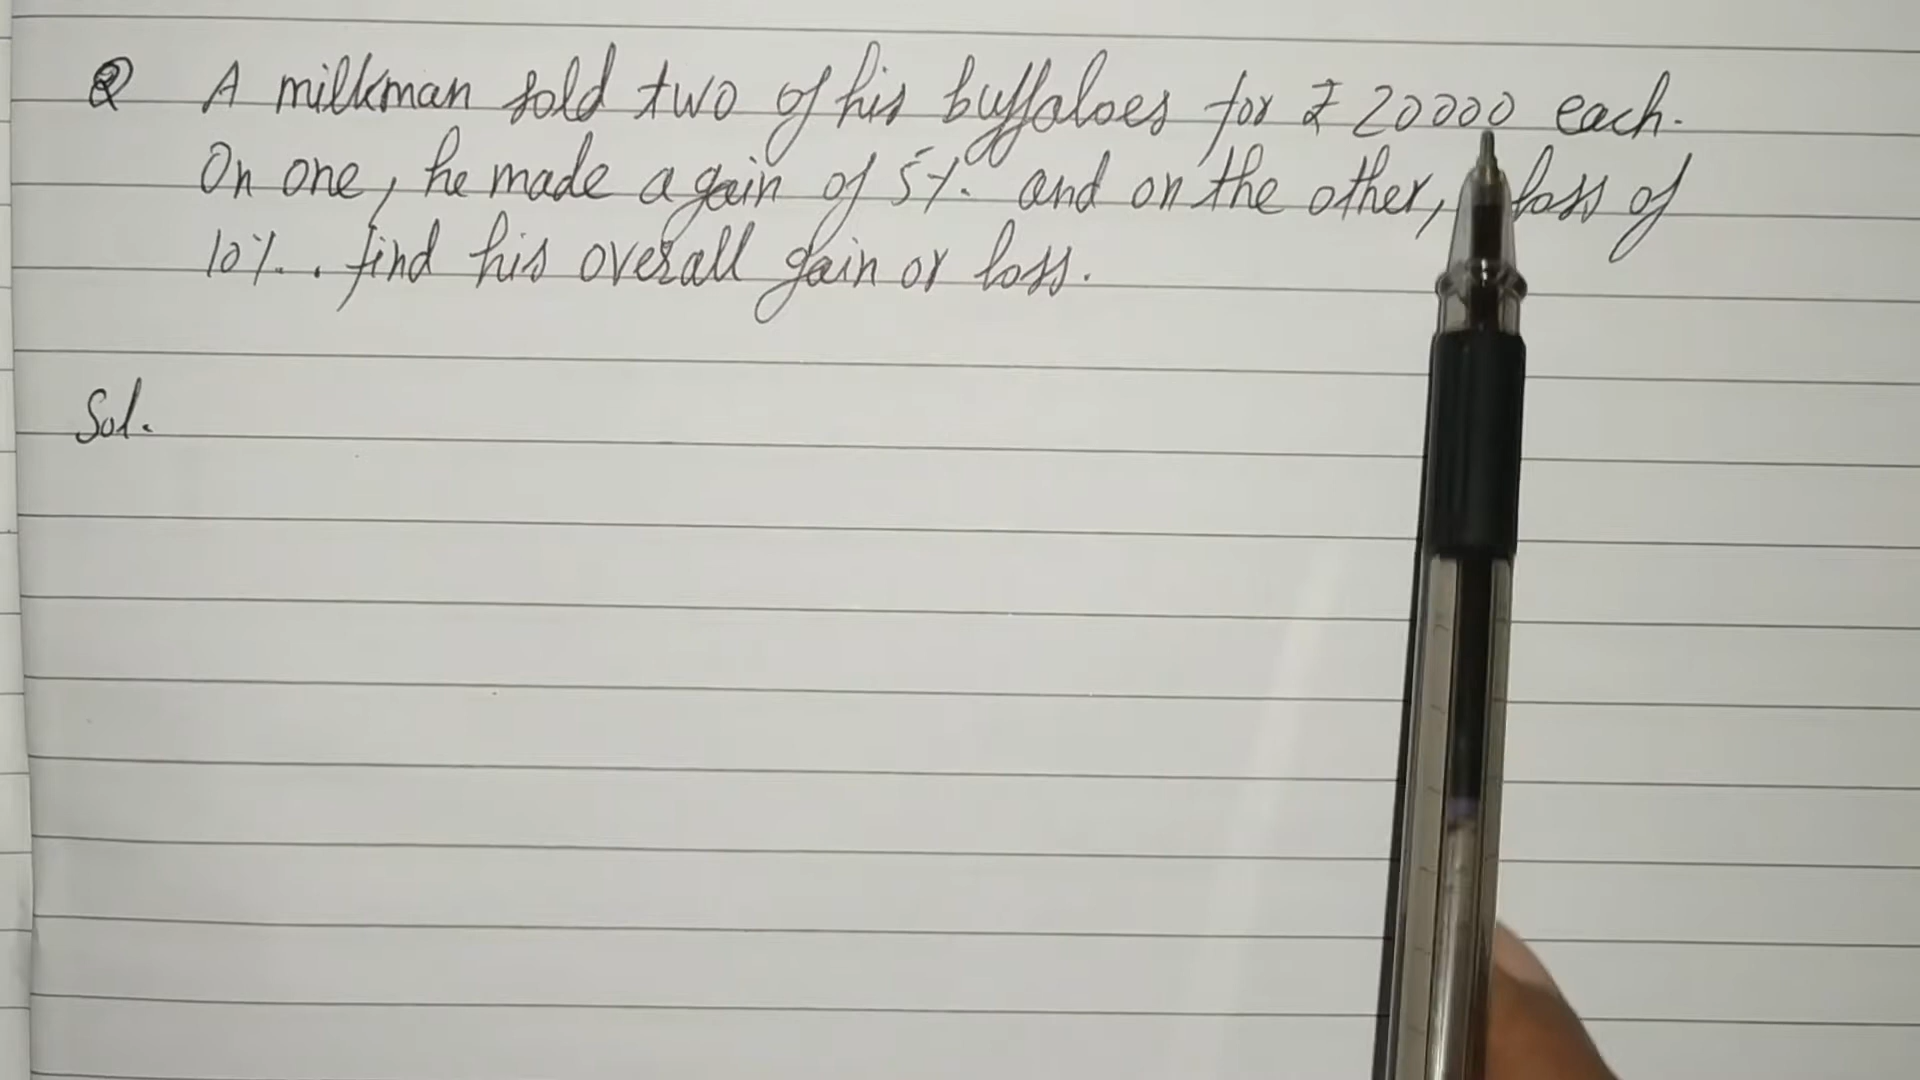 Q A milkman sold two of his buffaloes for ₹ 20000 each.
On one, he made a gain of 5%. and on the other, loss of
10%.. find his overall gain or loss.
Sol.